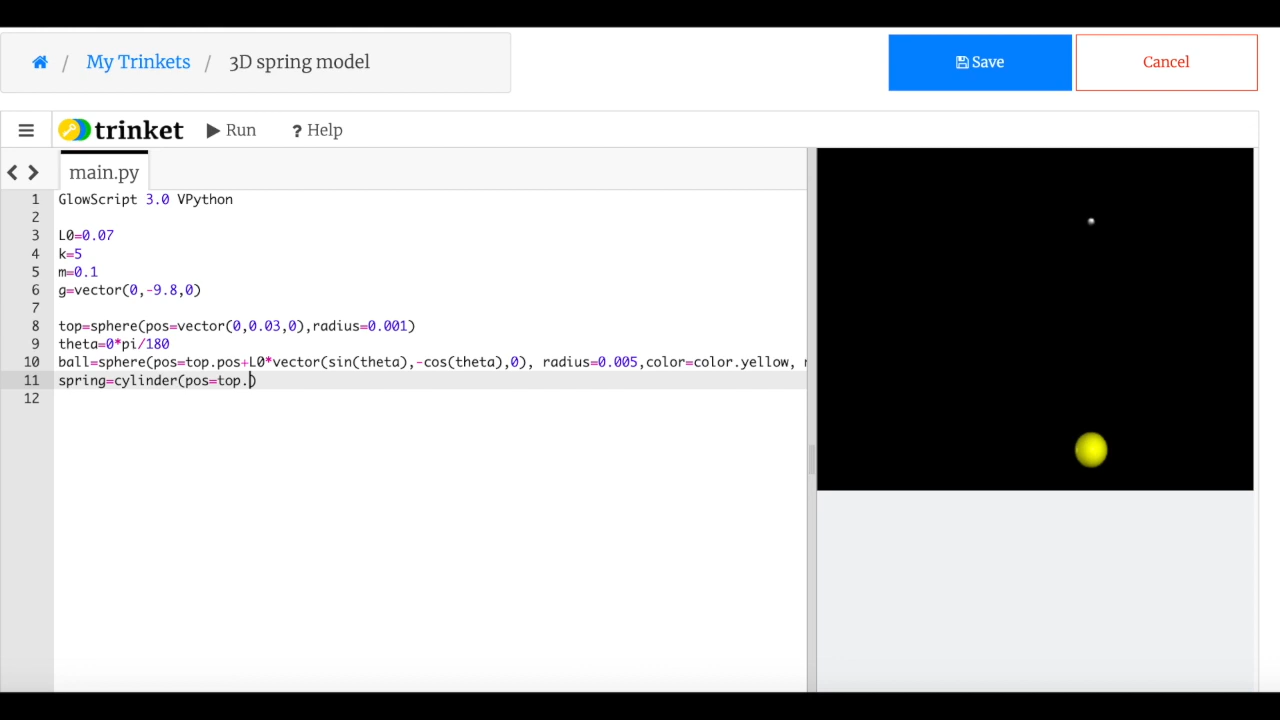 / My Trinkets / 3D spring model
Save
Cancel
trinket
Run
? Help
main.py
1 GlowScript 3.0 VPython
2
3 L0=0.07
4 k=5
5 m=0.1
6 g=vector(0,-9.8,0)
7
8 top=sphere(pos=vector(0,0.03,0),radius=0.001)
9 theta=0*pi/180
10 ball=sphere(pos=top.pos+L0*vector(sin(theta),-cos(theta),0), radius=0.005,color=color.yellow,
11 spring=cylinder(pos=top.)
12